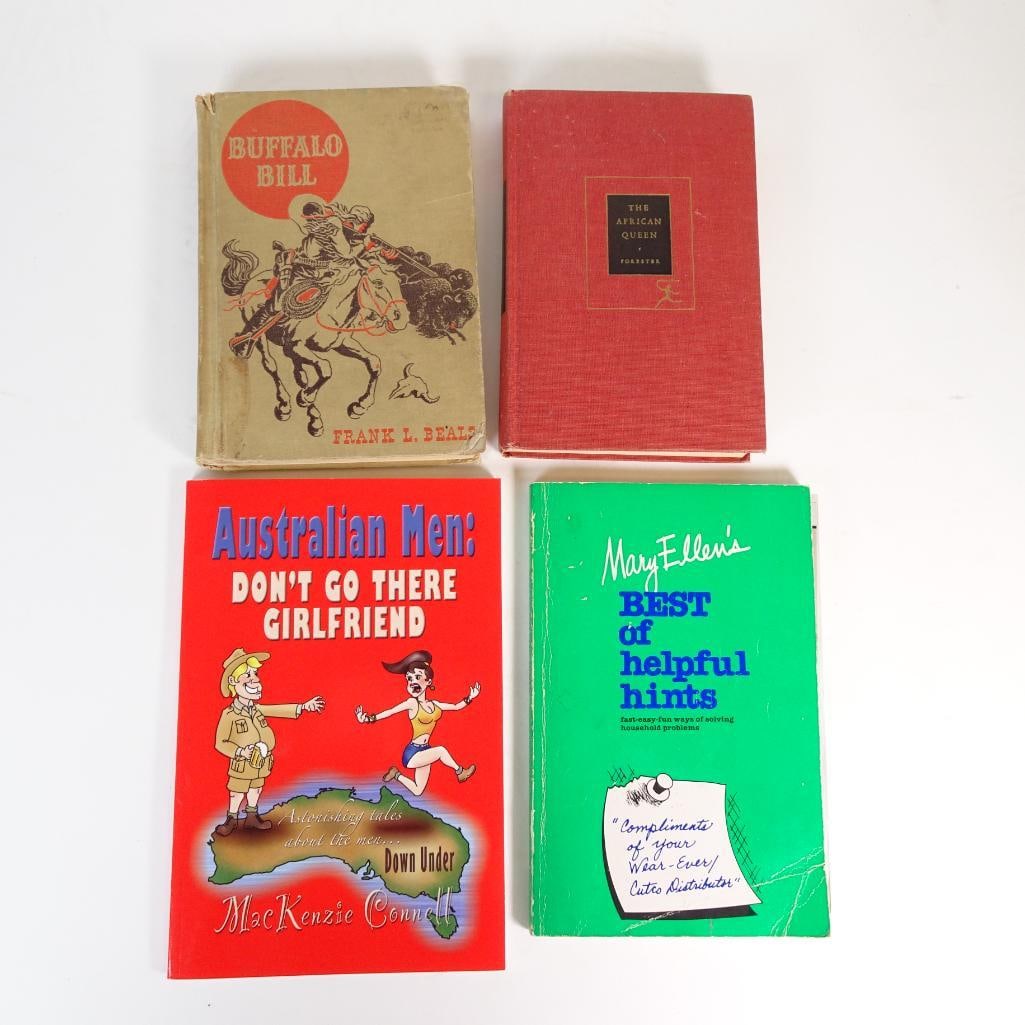 BUFFALO
BILL
FRANK L. BEALS
THE
AFRICAN
QUEEN
FORESTER
Australian Men:
DON'T GO THERE
GIRLFRIEND
Astonishing tales
about the men...
Down Under
MacKenzie Connell
Mary Ellen's
BEST
of
helpful
hints
fast-easy-fun ways of solving
household problems
"Compliments
of your
Wear-Ever/
Cutco Distributor"